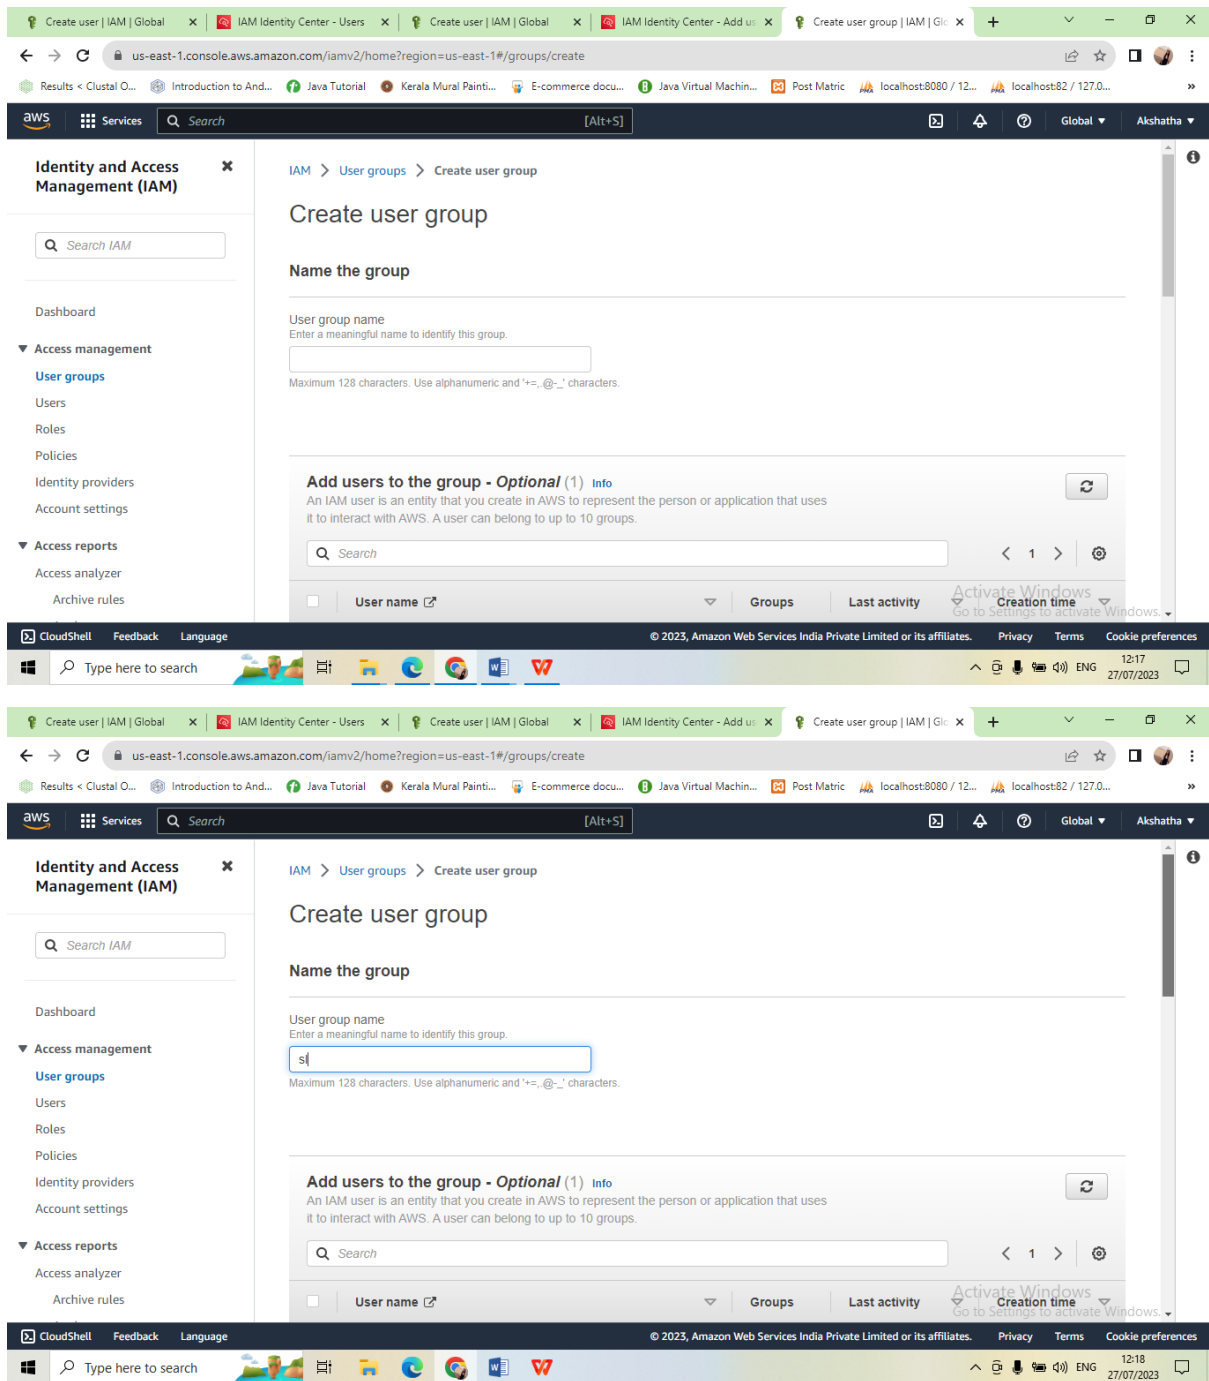 Create user | IAM | Global
IAM Identity Center - Users
Create user | IAM | Global
IAM Identity Center - Add us
Create user group | IAM | Glo
us-east-1.console.aws.amazon.com/iamv2/home?region=us-east-1#/groups/create
Results < Clustal O...
Introduction to And...
Java Tutorial
Kerala Mural Painti...
E-commerce docu...
Java Virtual Machin...
Post Matric
localhost:8080 / 12...
localhost:82 / 127.0...
»
aws
Services
Search
[Alt+S]
Global
Akshatha
Identity and Access
Management (IAM)
Search IAM
Dashboard
Access management
User groups
Users
Roles
Policies
Identity providers
Account settings
Access reports
Access analyzer
Archive rules
IAM > User groups > Create user group
Create user group
Name the group
User group name
Enter a meaningful name to identify this group.
Maximum 128 characters. Use alphanumeric and '+=,.@-_' characters.
Add users to the group - Optional (1) Info
An IAM user is an entity that you create in AWS to represent the person or application that uses
it to interact with AWS. A user can belong to up to 10 groups.
Search
1
User name
Groups
Last activity
Creation time
Activate Windows
Go to Settings to activate Windows.
CloudShell
Feedback
Language
© 2023, Amazon Web Services India Private Limited or its affiliates.
Privacy
Terms
Cookie preferences
Type here to search
ENG
12:17
27/07/2023
Create user | IAM | Global
IAM Identity Center - Users
Create user | IAM | Global
IAM Identity Center - Add us
Create user group | IAM | Glo
us-east-1.console.aws.amazon.com/iamv2/home?region=us-east-1#/groups/create
Results < Clustal O...
Introduction to And...
Java Tutorial
Kerala Mural Painti...
E-commerce docu...
Java Virtual Machin...
Post Matric
localhost:8080 / 12...
localhost:82 / 127.0...
»
aws
Services
Search
[Alt+S]
Global
Akshatha
Identity and Access
Management (IAM)
Search IAM
Dashboard
Access management
User groups
Users
Roles
Policies
Identity providers
Account settings
Access reports
Access analyzer
Archive rules
IAM > User groups > Create user group
Create user group
Name the group
User group name
Enter a meaningful name to identify this group.
Maximum 128 characters. Use alphanumeric and '+=,.@-_' characters.
Add users to the group - Optional (1) Info
An IAM user is an entity that you create in AWS to represent the person or application that uses
it to interact with AWS. A user can belong to up to 10 groups.
Search
1
User name
Groups
Last activity
Creation time
Activate Windows
Go to Settings to activate Windows.
CloudShell
Feedback
Language
© 2023, Amazon Web Services India Private Limited or its affiliates.
Privacy
Terms
Cookie preferences
Type here to search
ENG
12:18
27/07/2023